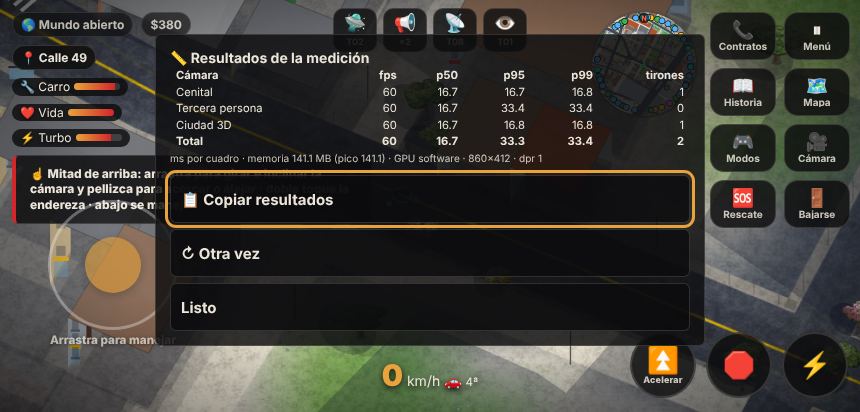 Mundo abierto
$380
Calle 49
Carro
Vida
Turbo
Mitad de arriba: arr
cámara y pellizca para
endereza · abajo se ma
Arrastra para manejar
Resultados de la medición
Cámara fps p50 p95 p99 tirones
Cenital 60 16.7 16.7 16.8 1
Tercera persona 60 16.7 33.4 33.4 0
Ciudad 3D 60 16.7 16.8 16.8 1
Total 60 16.7 33.3 33.4 2
ms por cuadro · memoria 141.1 MB (pico 141.1) · GPU software · 860×412 · dpr 1
Copiar resultados
↻ Otra vez
Listo
0 km/h 4ª
Contratos
Menú
Historia
Mapa
Modos
Cámara
SOS
Rescate
Bajarse
Acelerar